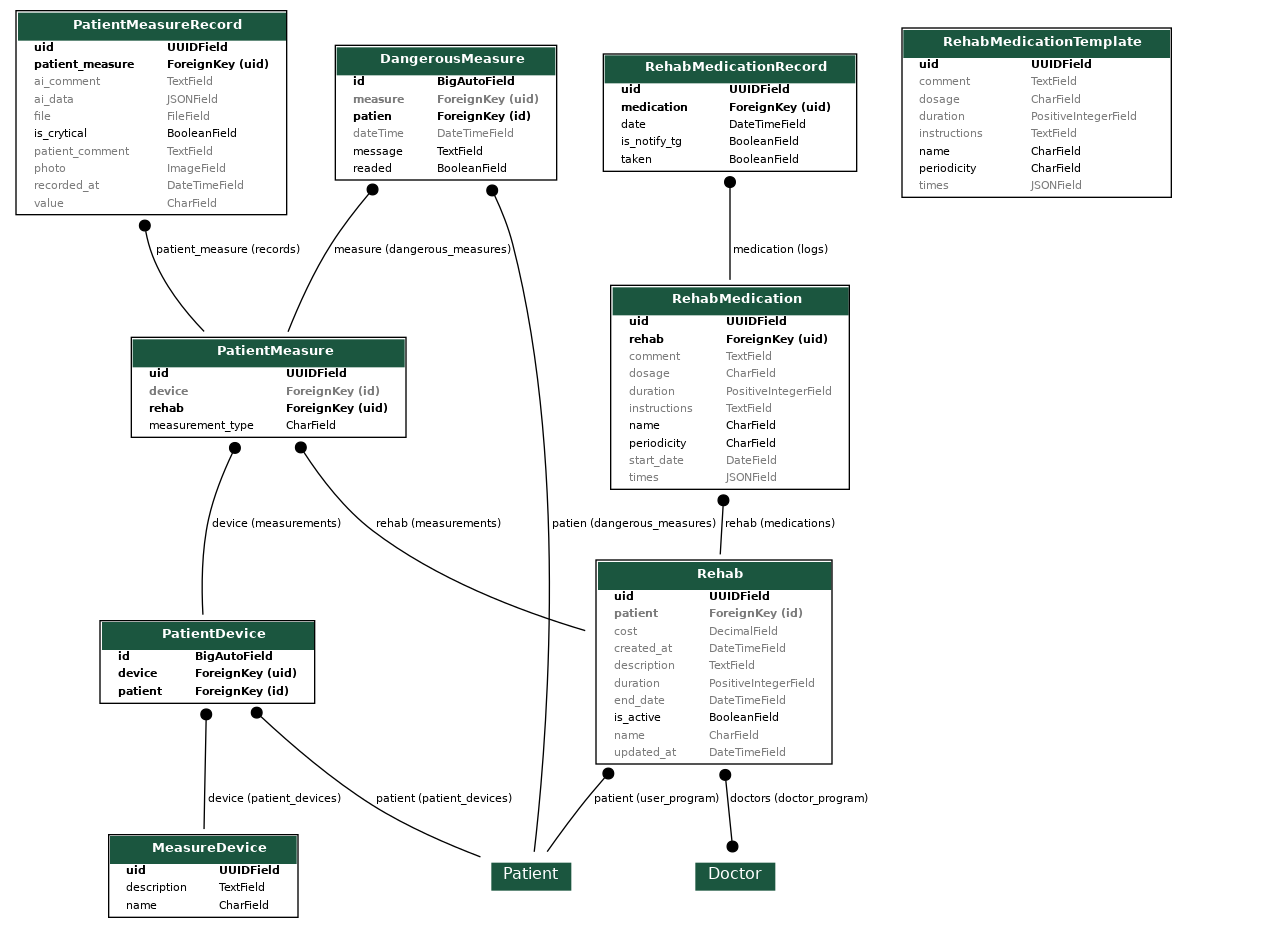 PatientMeasureRecord
uid UUIDField
patient_measure ForeignKey (uid)
ai_comment TextField
ai_data JSONField
file FileField
is_crytical BooleanField
patient_comment TextField
photo ImageField
recorded_at DateTimeField
value CharField
DangerousMeasure
id BigAutoField
measure ForeignKey (uid)
patien ForeignKey (id)
dateTime DateTimeField
message TextField
readed BooleanField
RehabMedicationRecord
uid UUIDField
medication ForeignKey (uid)
date DateTimeField
is_notify_tg BooleanField
taken BooleanField
RehabMedicationTemplate
uid UUIDField
comment TextField
dosage CharField
duration PositiveIntegerField
instructions TextField
name CharField
periodicity CharField
times JSONField
patient_measure (records)
measure (dangerous_measures)
medication (logs)
PatientMeasure
uid UUIDField
device ForeignKey (id)
rehab ForeignKey (uid)
measurement_type CharField
RehabMedication
uid UUIDField
rehab ForeignKey (uid)
comment TextField
dosage CharField
duration PositiveIntegerField
instructions TextField
name CharField
periodicity CharField
start_date DateField
times JSONField
device (measurements)
rehab (measurements)
patien (dangerous_measures)
rehab (medications)
PatientDevice
id BigAutoField
device ForeignKey (uid)
patient ForeignKey (id)
Rehab
uid UUIDField
patient ForeignKey (id)
cost DecimalField
created_at DateTimeField
description TextField
duration PositiveIntegerField
end_date DateTimeField
is_active BooleanField
name CharField
updated_at DateTimeField
device (patient_devices)
patient (patient_devices)
patient (user_program)
doctors (doctor_program)
MeasureDevice
uid UUIDField
description TextField
name CharField
Patient
Doctor